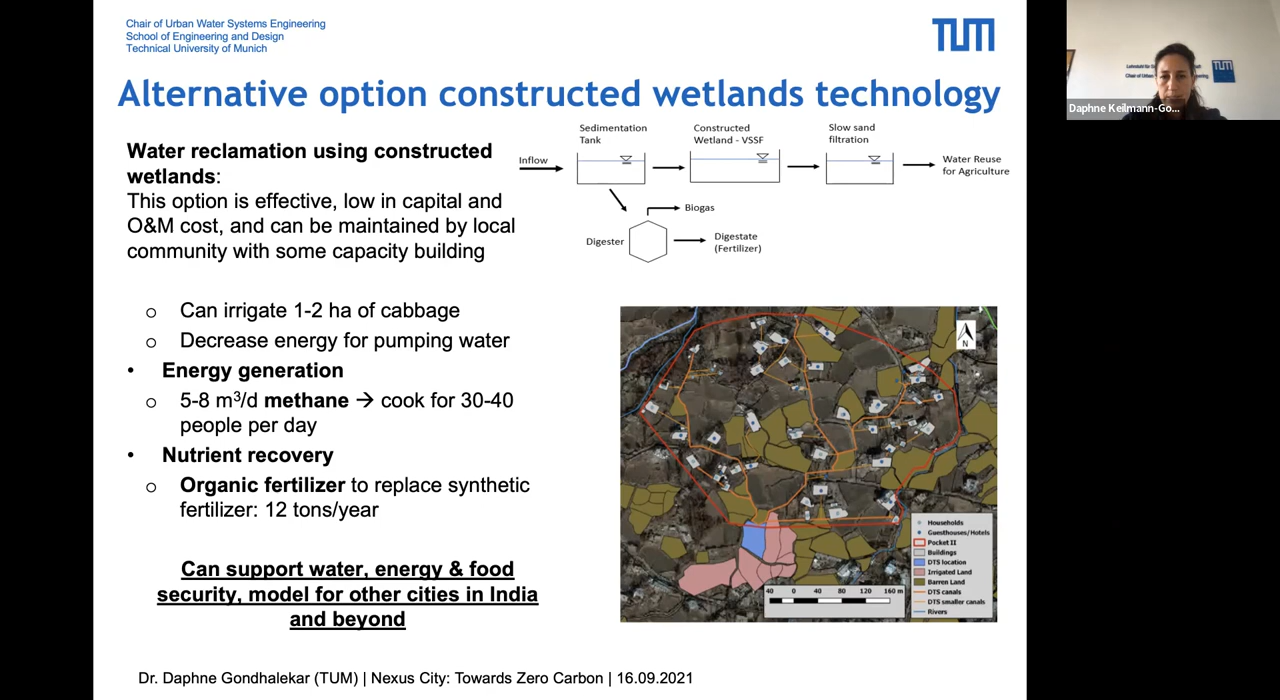 Chair of Urban Water Systems Engineering
School of Engineering and Design
Technical University of Munich
TUM
Alternative option constructed wetlands technology
Water reclamation using constructed
wetlands:
This option is effective, low in capital and
O&M cost, and can be maintained by local
community with some capacity building
o Can irrigate 1-2 ha of cabbage
o Decrease energy for pumping water
• Energy generation
o 5-8 m³/d methane → cook for 30-40
people per day
• Nutrient recovery
o Organic fertilizer to replace synthetic
fertilizer: 12 tons/year
Can support water, energy & food
security, model for other cities in India
and beyond
Inflow
Sedimentation
Tank
Constructed
Wetland - VSSF
Slow sand
filtration
Water Reuse
for Agriculture
Digester
Biogas
Digestate
(Fertilizer)
N
Households
Guesthouses/Hotels
Pocket II
Buildings
DTS location
Irrigated Land
Barren Land
DTS canals
DTS smaller canals
Rivers
40 0 40 80 120 160 m
Dr. Daphne Gondhalekar (TUM) | Nexus City: Towards Zero Carbon | 16.09.2021
TUM
Chair of Urban
Daphne Keilmann-Go...